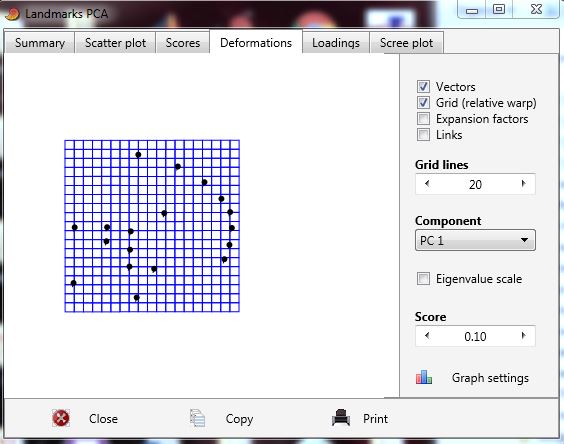 Landmarks PCA
Summary Scatter plot Scores Deformations Loadings Scree plot
Vectors
Grid (relative warp)
Expansion factors
Links
Grid lines
20
Component
PC 1
Eigenvalue scale
Score
0.10
Graph settings
Close Copy Print